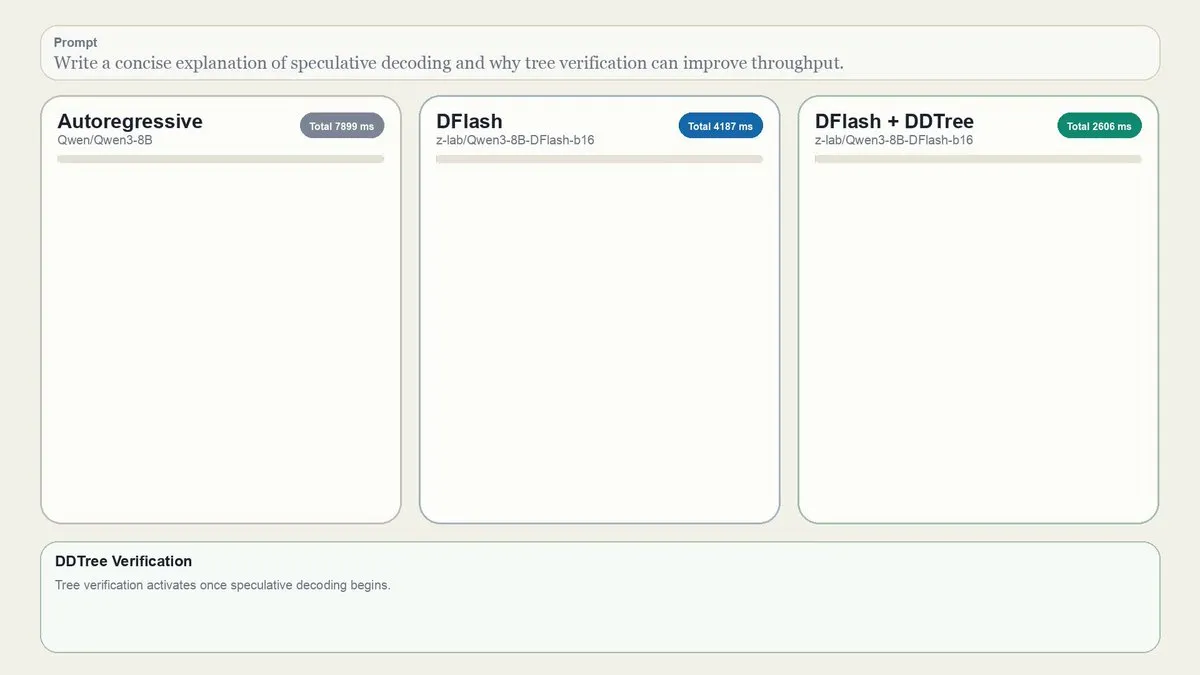 Prompt
Write a concise explanation of speculative decoding and why tree verification can improve throughput.
Autoregressive
Total 7899 ms
Qwen/Qwen3-8B
DFlash
Total 4187 ms
z-lab/Qwen3-8B-DFlash-b16
DFlash + DDTree
Total 2606 ms
z-lab/Qwen3-8B-DFlash-b16
DDTree Verification
Tree verification activates once speculative decoding begins.